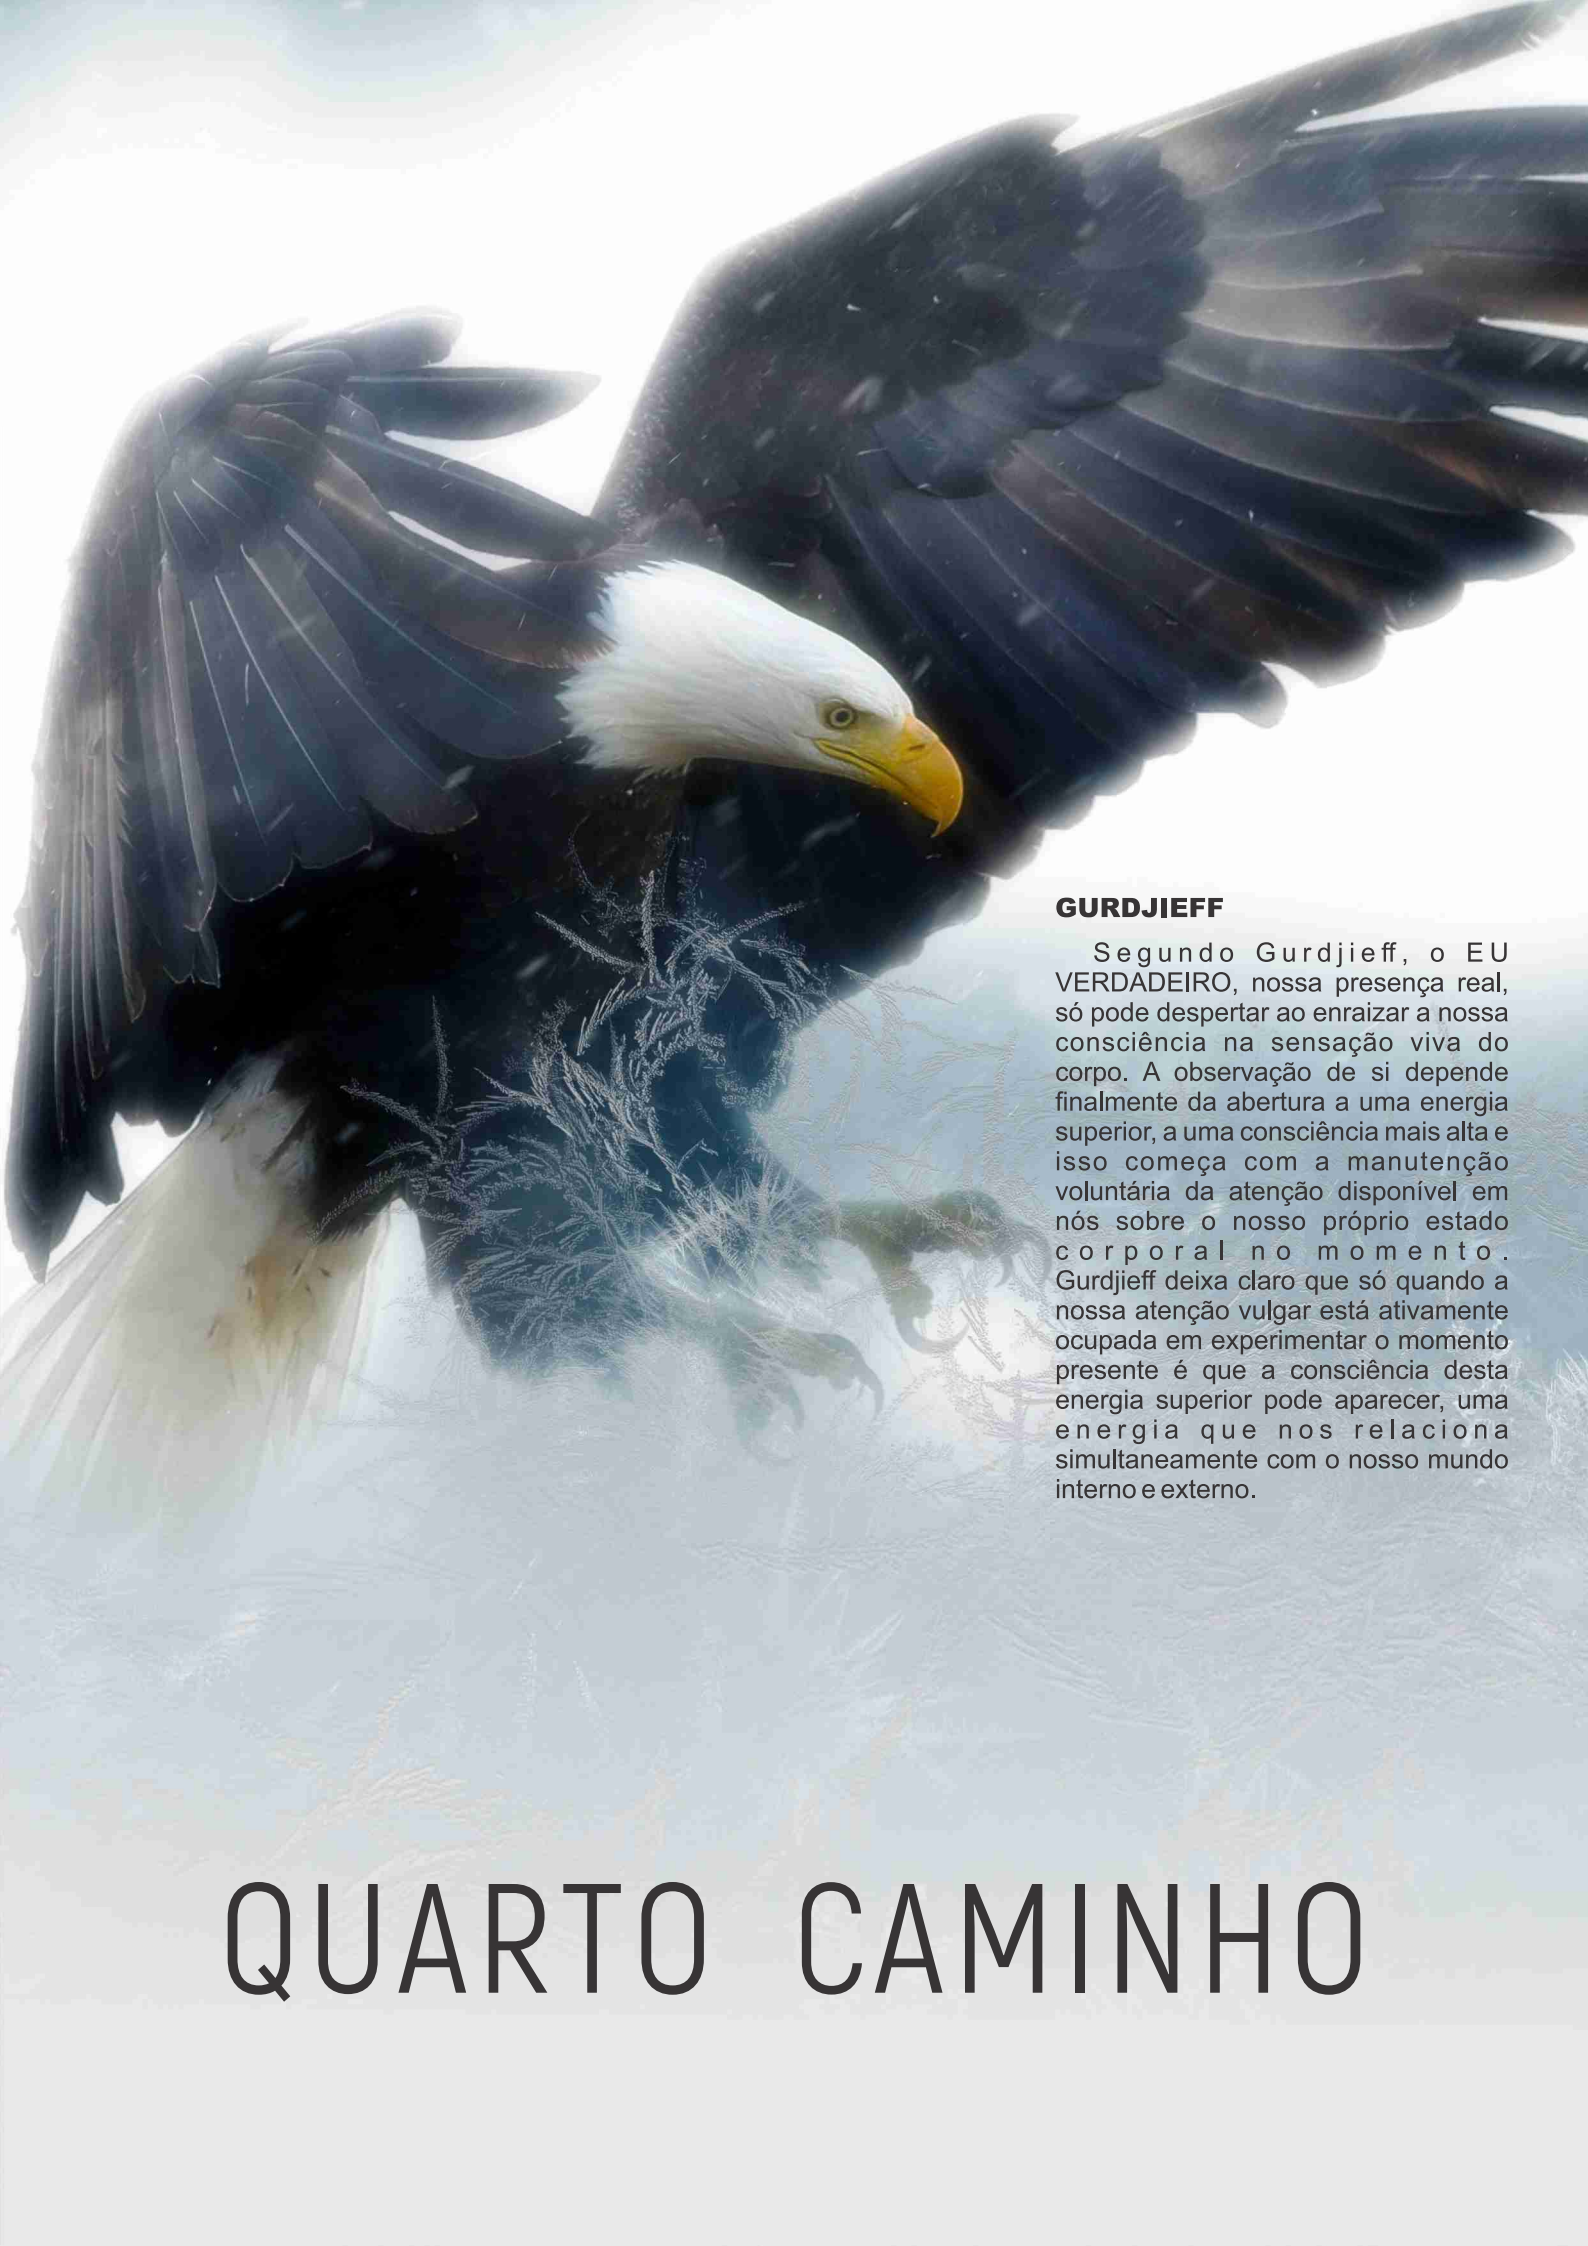 GURDJIEFF
Segundo Gurdjieff, o EU
VERDADEIRO, nossa presença real,
só pode despertar ao enraizar a nossa
consciência na sensação viva do
corpo. A observação de si depende
finalmente da abertura a uma energia
superior, a uma consciência mais alta e
isso começa com a manutenção
voluntária da atenção disponível em
nós sobre o nosso próprio estado
corporal no momento.
Gurdjieff deixa claro que só quando a
nossa atenção vulgar está ativamente
ocupada em experimentar o momento
presente é que a consciência desta
energia superior pode aparecer, uma
energia que nos relaciona
simultaneamente com o nosso mundo
interno e externo.
QUARTO CAMINHO